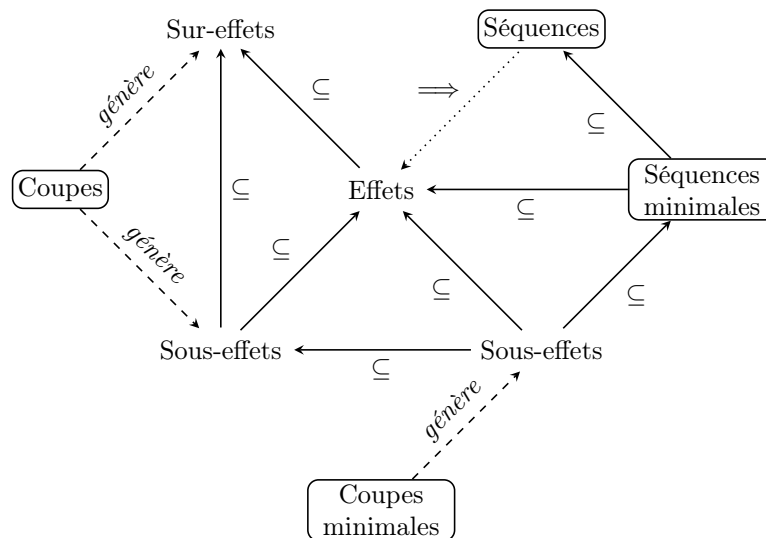 Sur-effets
Séquences
génère
⊆
⟹
⊆
Coupes
⊆
Effets
Séquences
minimales
⊆
génère
⊆
⊆
⊆
Sous-effets
Sous-effets
⊆
génère
Coupes
minimales